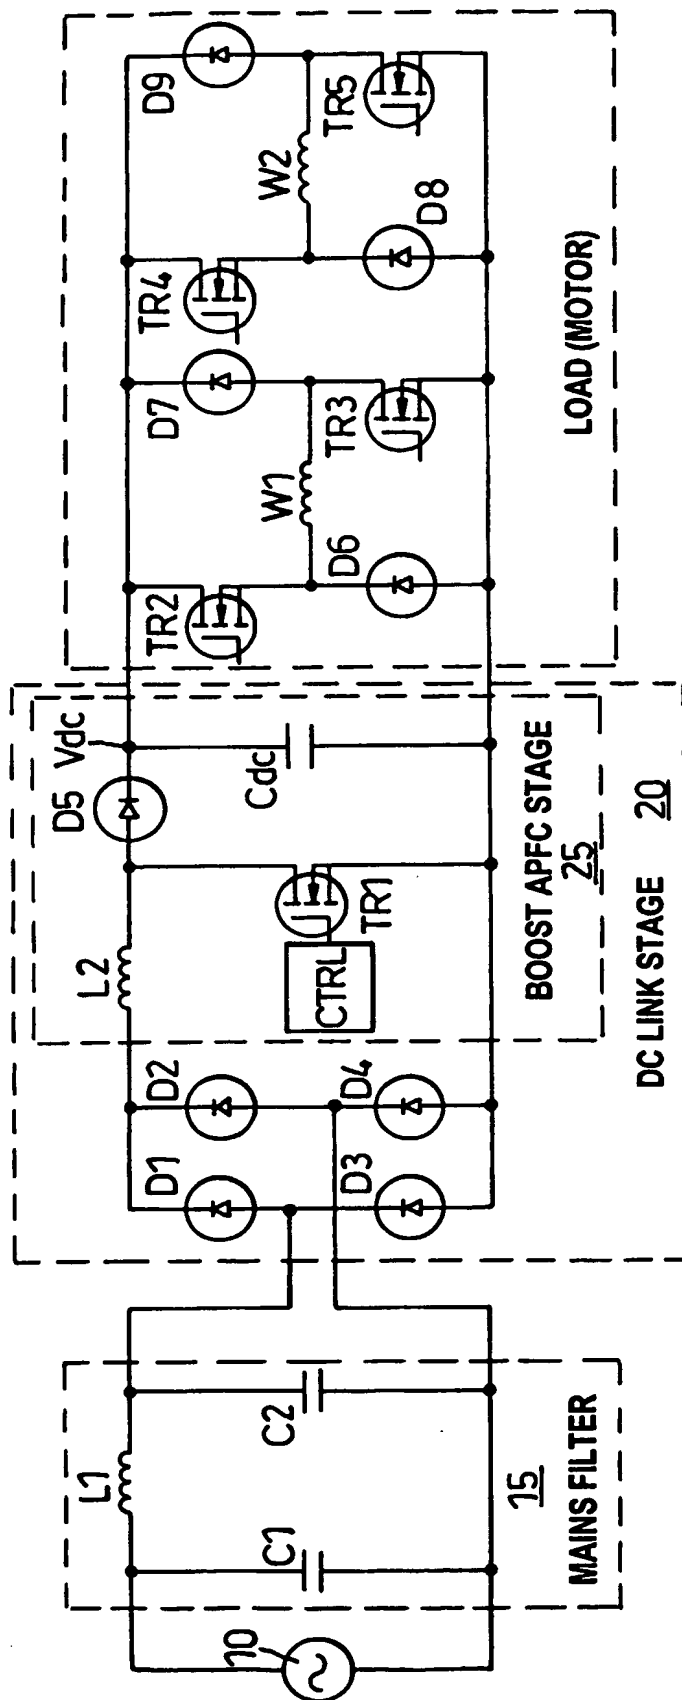 10
L1
C1
C2
15
MAINS FILTER
D1
D2
D3
D4
L2
CTRL
TR1
D5
Vdc
Cdc
BOOST APFC STAGE
25
DC LINK STAGE 20
TR2
D6
W1
D7
TR3
TR4
D8
W2
D9
TR5
LOAD (MOTOR)